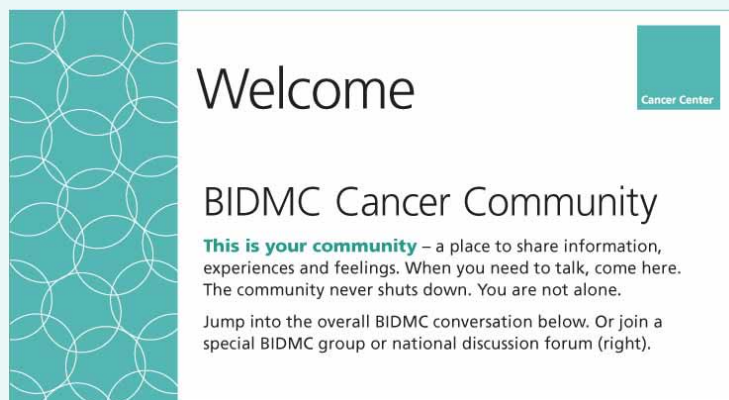 Welcome
Cancer Center
BIDMC Cancer Community
This is your community – a place to share information,
experiences and feelings. When you need to talk, come here.
The community never shuts down. You are not alone.
Jump into the overall BIDMC conversation below. Or join a
special BIDMC group or national discussion forum (right).